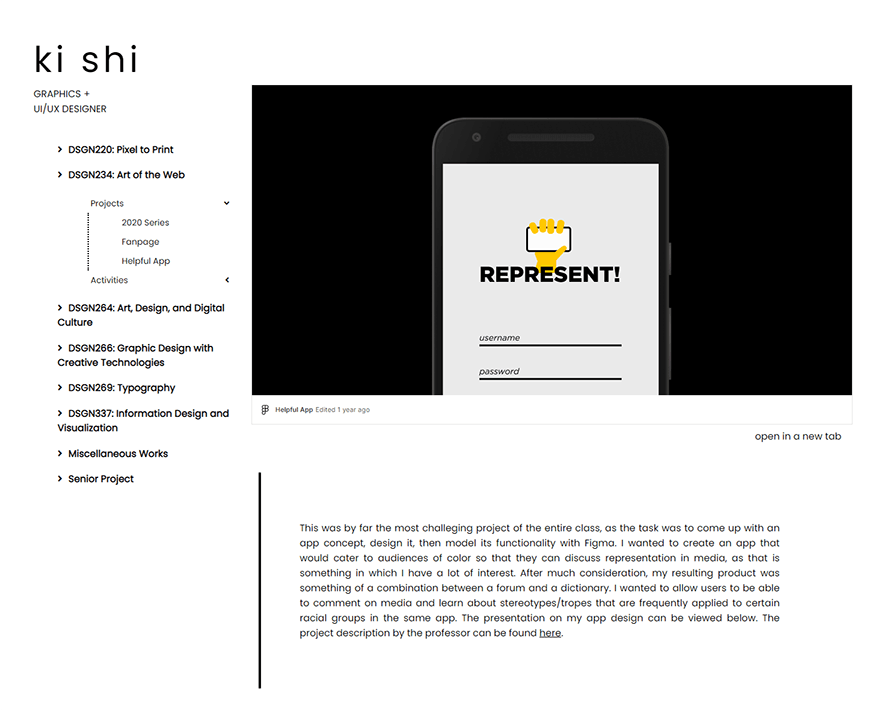 ki shi
GRAPHICS +
UI/UX DESIGNER
DSGN220: Pixel to Print
DSGN234: Art of the Web
Projects
2020 Series
Fanpage
Helpful App
Activities
DSGN264: Art, Design, and Digital
Culture
DSGN266: Graphic Design with
Creative Technologies
DSGN269: Typography
DSGN337: Information Design and
Visualization
Miscellaneous Works
Senior Project
REPRESENT!
username
password
Helpful App Edited 1 year ago
open in a new tab
This was by far the most challeging project of the entire class, as the task was to come up with an
app concept, design it, then model its functionality with Figma. I wanted to create an app that
would cater to audiences of color so that they can discuss representation in media, as that is
something in which I have a lot of interest. After much consideration, my resulting product was
something of a combination between a forum and a dictionary. I wanted to allow users to be able
to comment on media and learn about stereotypes/tropes that are frequently applied to certain
racial groups in the same app. The presentation on my app design can be viewed below. The
project description by the professor can be found here.